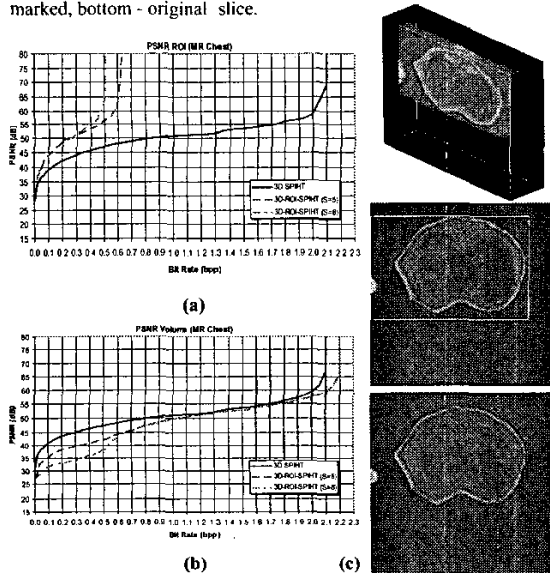 marked, bottom - original slice.
PSNR ROI (MR Chest)
80
75
70
65
60
55
50
45
40
35
30
25
20
15
PSNR (dB)
3D SPIHT
3D-ROI-SPIHT (S=5)
3D-ROI-SPIHT (S=8)
0.0 0.1 0.2 0.3 0.4 0.5 0.6 0.7 0.8 0.9 1.0 1.1 1.2 1.3 1.4 1.5 1.6 1.7 1.8 1.9 2.0 2.1 2.2 2.3
Bit Rate (bpp)
(a)
PSNR Volume (MR Chest)
80
75
70
65
60
55
50
45
40
35
30
25
20
15
PSNR (dB)
3D SPIHT
3D-ROI-SPIHT (S=5)
3D-ROI-SPIHT (S=8)
0.0 0.1 0.2 0.3 0.4 0.5 0.6 0.7 0.8 0.9 1.0 1.1 1.2 1.3 1.4 1.5 1.6 1.7 1.8 1.9 2.0 2.1 2.2 2.3
Bit Rate (bpp)
(b)
(c)